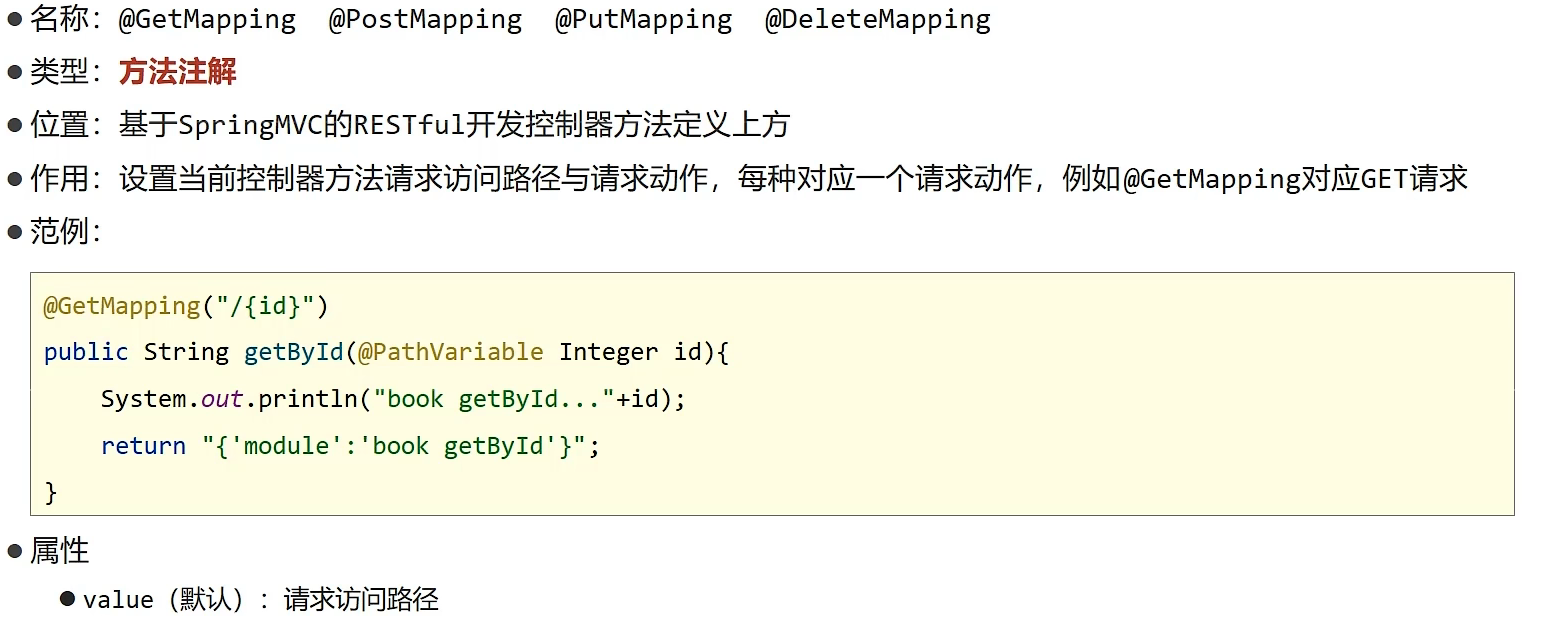 ● 名称：@GetMapping @PostMapping @PutMapping @DeleteMapping
● 类型：方法注解
● 位置：基于SpringMVC的RESTful开发控制器方法定义上方
● 作用：设置当前控制器方法请求访问路径与请求动作，每种对应一个请求动作，例如@GetMapping对应GET请求
● 范例：
@GetMapping("/{id}")
public String getById(@PathVariable Integer id){
    System.out.println("book getById..."+id);
    return "{'module':'book getById'}";
}
● 属性
● value（默认）：请求访问路径